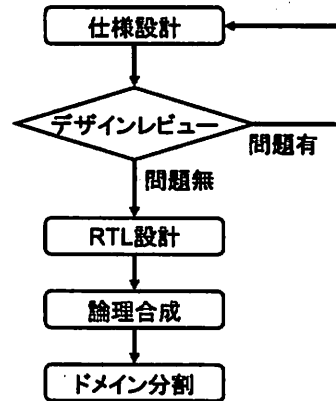 仕様設計
デザインレビュー
問題有
問題無
RTL設計
論理合成
ドメイン分割